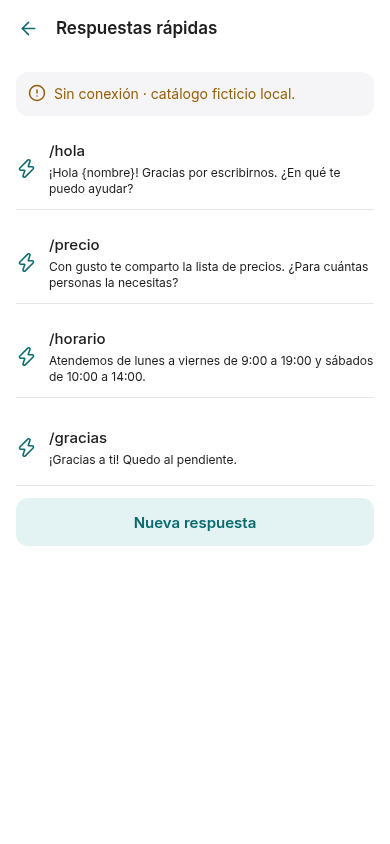 Respuestas rápidas
Sin conexión · catálogo ficticio local.
/hola
¡Hola {nombre}! Gracias por escribirnos. ¿En qué te
puedo ayudar?
/precio
Con gusto te comparto la lista de precios. ¿Para cuántas
personas la necesitas?
/horario
Atendemos de lunes a viernes de 9:00 a 19:00 y sábados
de 10:00 a 14:00.
/gracias
¡Gracias a ti! Quedo al pendiente.
Nueva respuesta